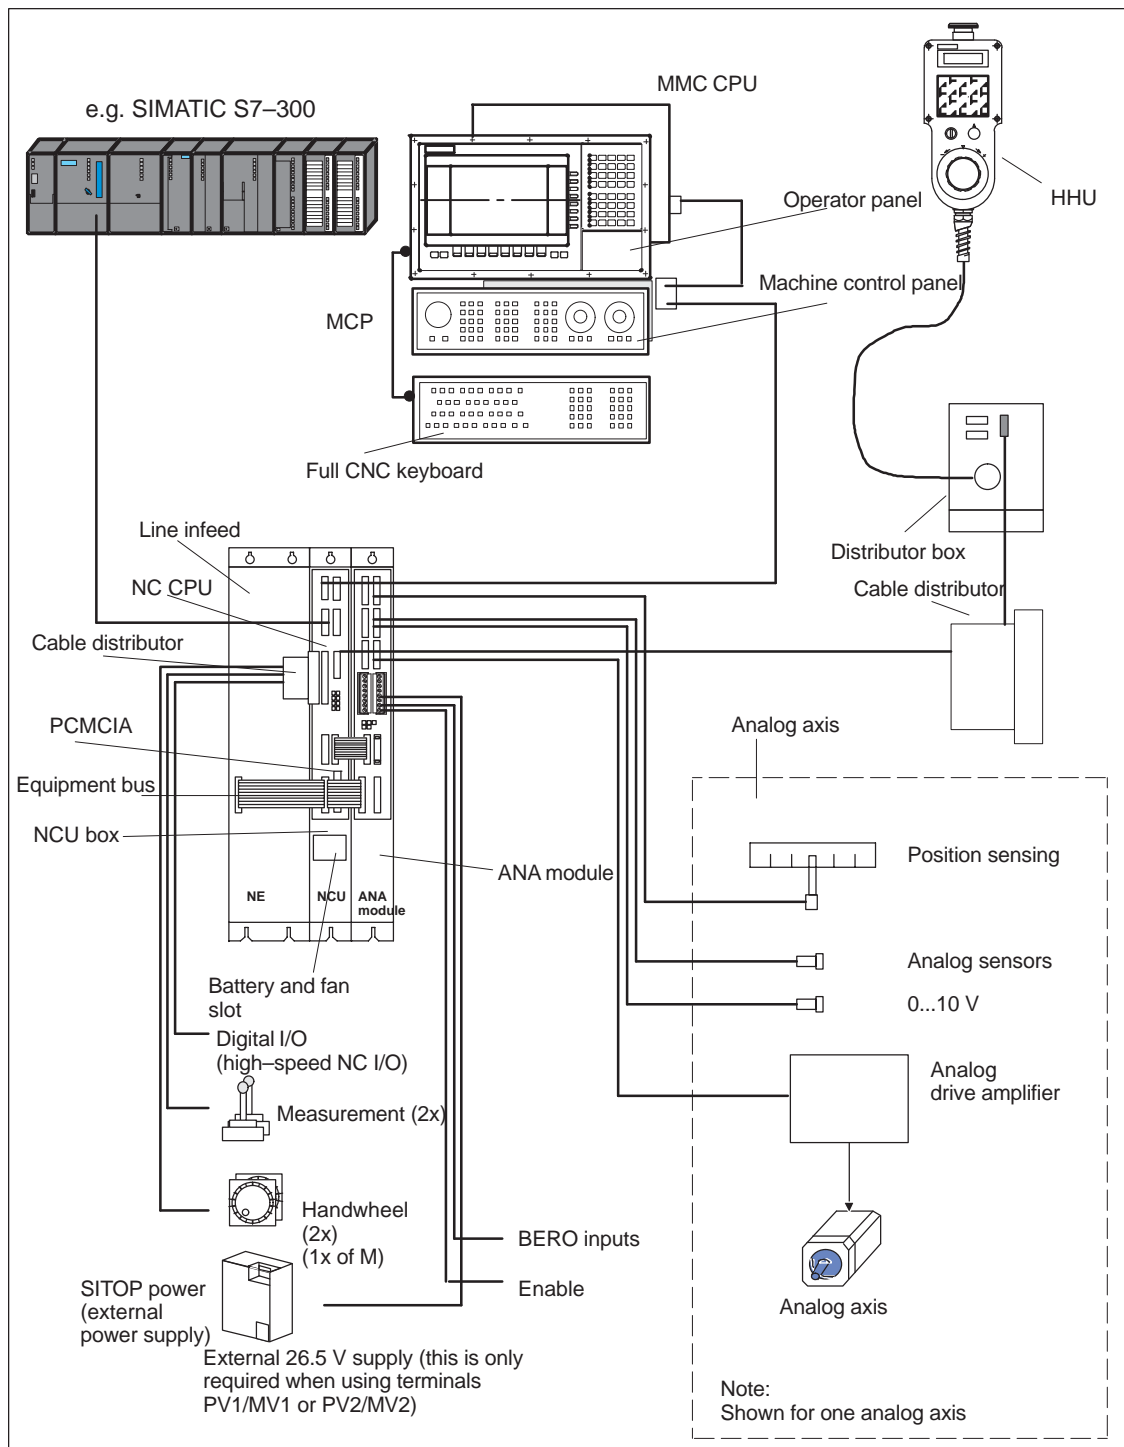 MMC CPU
e.g. SIMATIC S7–300
Operator panel
HHU
Machine control panel
MCP
Full CNC keyboard
Line infeed
Distributor box
NC CPU
Cable distributor
Cable distributor
PCMCIA
Analog axis
Equipment bus
NCU box
Position sensing
ANA module
NE
NCU
ANA
module
Analog sensors
Battery and fan
slot
0...10 V
Digital I/O
(high–speed NC I/O)
Analog
drive amplifier
Measurement (2x)
Handwheel
(2x)
(1x of M)
BERO inputs
SITOP power
(external
power supply)
Enable
Analog axis
External 26.5 V supply (this is only
required when using terminals
PV1/MV1 or PV2/MV2)
Note:
Shown for one analog axis